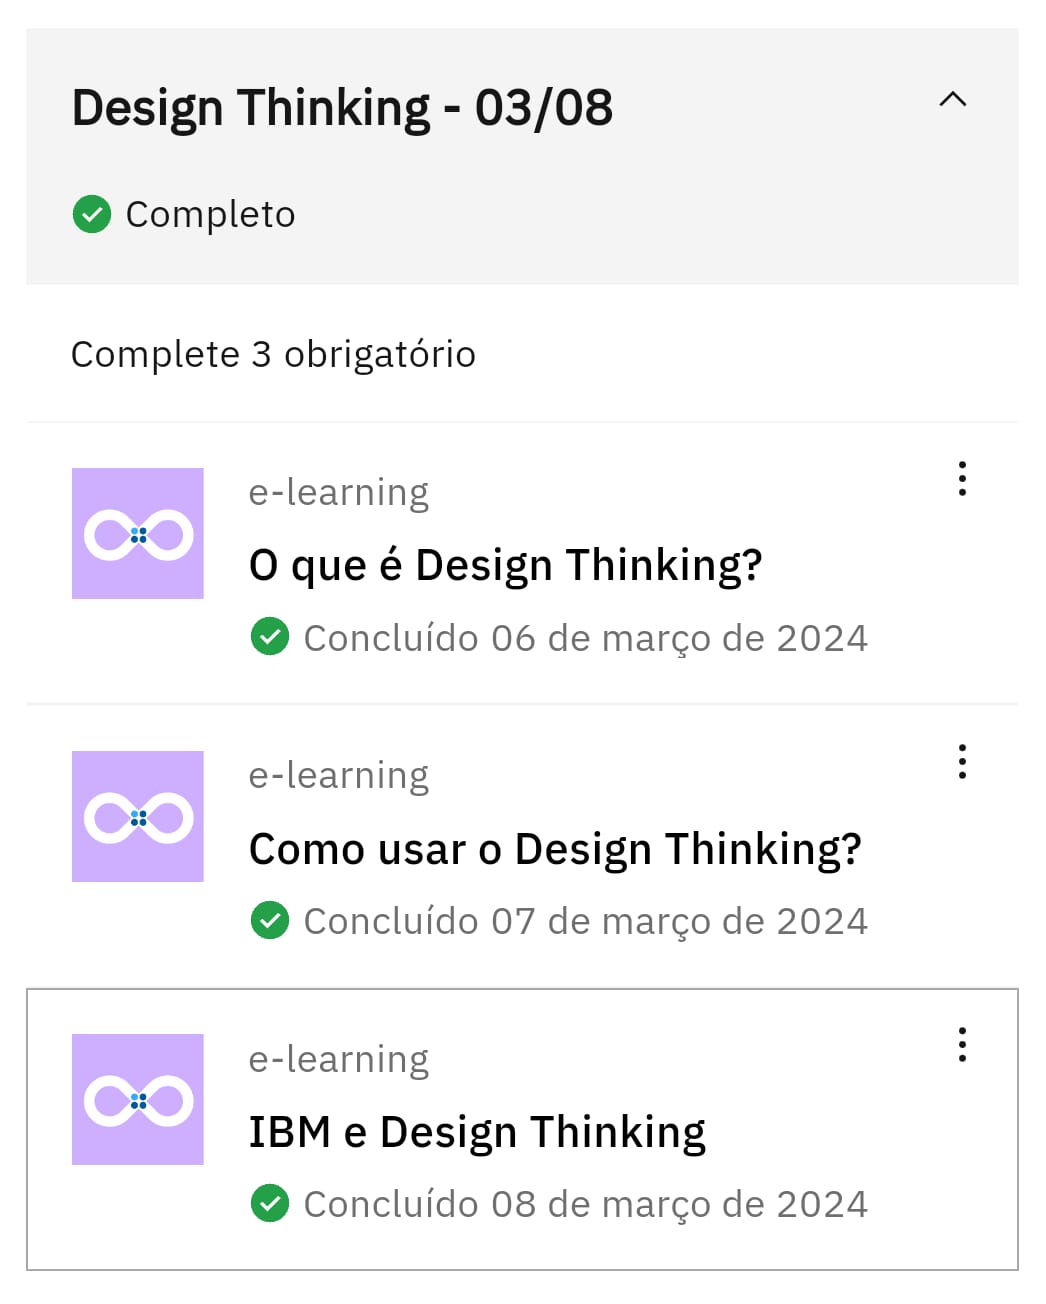 Design Thinking - 03/08
Completo
Complete 3 obrigatório
e-learning
O que é Design Thinking?
Concluído 06 de março de 2024
e-learning
Como usar o Design Thinking?
Concluído 07 de março de 2024
e-learning
IBM e Design Thinking
Concluído 08 de março de 2024